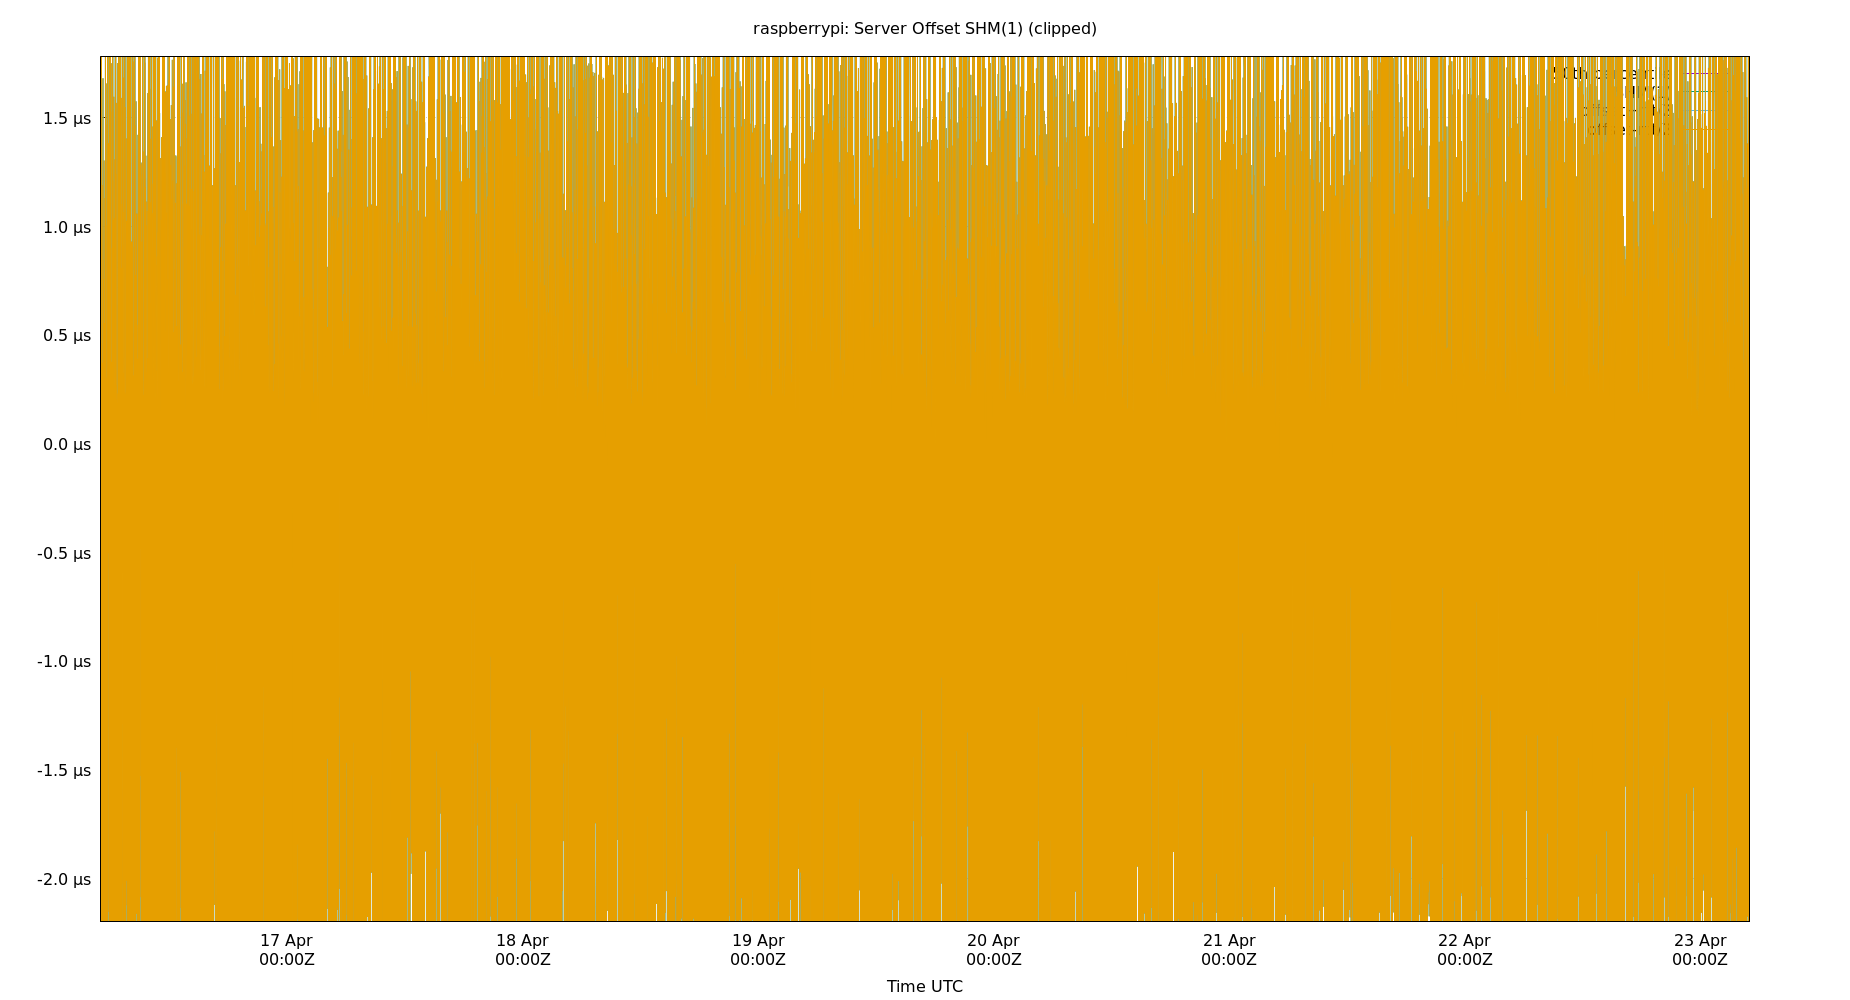 raspberrypi: Server Offset SHM(1) (clipped)
1.5 µs
1.0 µs
0.5 µs
0.0 µs
-0.5 µs
-1.0 µs
-1.5 µs
-2.0 µs
17 Apr 18 Apr 19 Apr 20 Apr 21 Apr 22 Apr 23 Apr
00:00Z 00:00Z 00:00Z 00:00Z 00:00Z 00:00Z 00:00Z
Time UTC